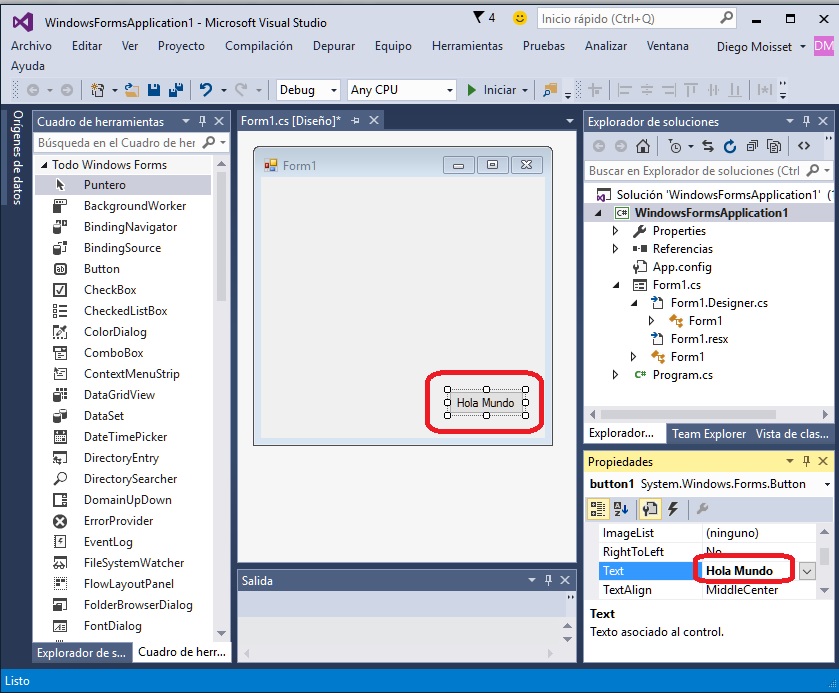 WindowsFormsApplication1 - Microsoft Visual Studio
4
Inicio rápido (Ctrl+Q)
Archivo Editar Ver Proyecto Compilación Depurar Equipo Herramientas Pruebas Analizar Ventana Diego Moisset DM
Ayuda
Debug Any CPU Iniciar
Orígenes de datos
Cuadro de herramientas
Búsqueda en el Cuadro de her
Todo Windows Forms
Puntero
BackgroundWorker
BindingNavigator
BindingSource
Button
CheckBox
CheckedListBox
ColorDialog
ComboBox
ContextMenuStrip
DataGridView
DataSet
DateTimePicker
DirectoryEntry
DirectorySearcher
DomainUpDown
ErrorProvider
EventLog
FileSystemWatcher
FlowLayoutPanel
FolderBrowserDialog
FontDialog
Explorador de s... Cuadro de herr...
Form1.cs [Diseño]*
Form1
Hola Mundo
Salida
Explorador de soluciones
Buscar en Explorador de soluciones (Ctrl
Solución 'WindowsFormsApplication1' (1
C# WindowsFormsApplication1
Properties
Referencias
App.config
Form1.cs
Form1.Designer.cs
Form1
Form1.resx
Form1
C# Program.cs
Explorador... Team Explorer Vista de clas...
Propiedades
button1 System.Windows.Forms.Button
ImageList (ninguno)
RightToLeft No
Text Hola Mundo
TextAlign MiddleCenter
Text
Texto asociado al control.
Listo